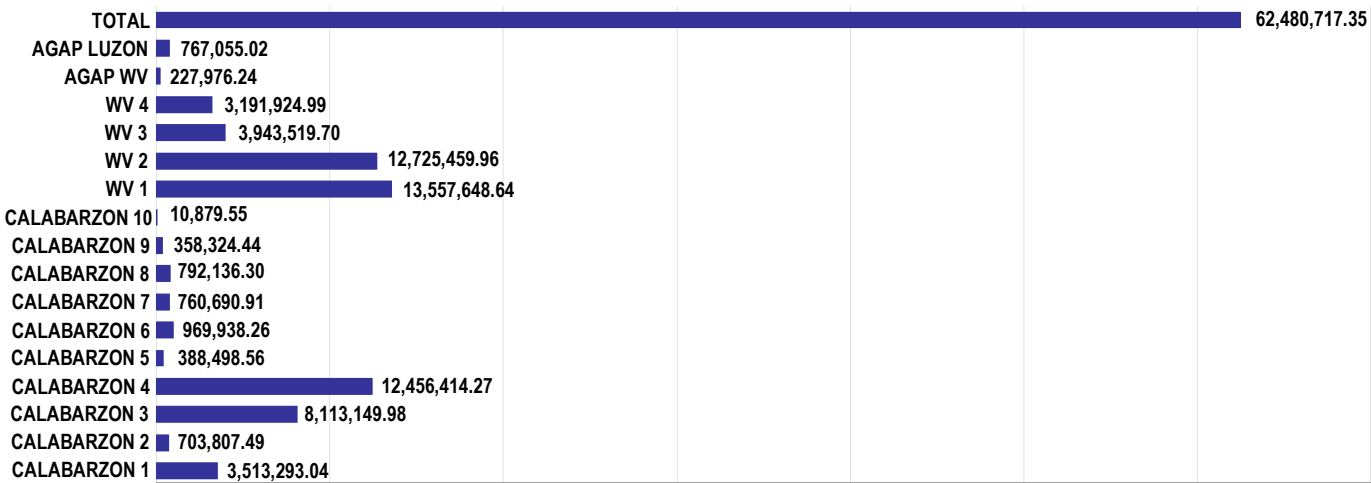 TOTAL 62,480,717.35
AGAP LUZON 767,055.02
AGAP WV 227,976.24
WV 4 3,191,924.99
WV 3 3,943,519.70
WV 2 12,725,459.96
WV 1 13,557,648.64
CALABARZON 10 10,879.55
CALABARZON 9 358,324.44
CALABARZON 8 792,136.30
CALABARZON 7 760,690.91
CALABARZON 6 969,938.26
CALABARZON 5 388,498.56
CALABARZON 4 12,456,414.27
CALABARZON 3 8,113,149.98
CALABARZON 2 703,807.49
CALABARZON 1 3,513,293.04